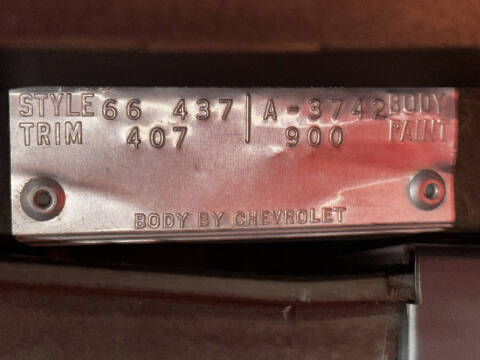 STYLE 66 437 | A-3742 BODY
TRIM 407 | 900 PAINT
BODY BY CHEVROLET